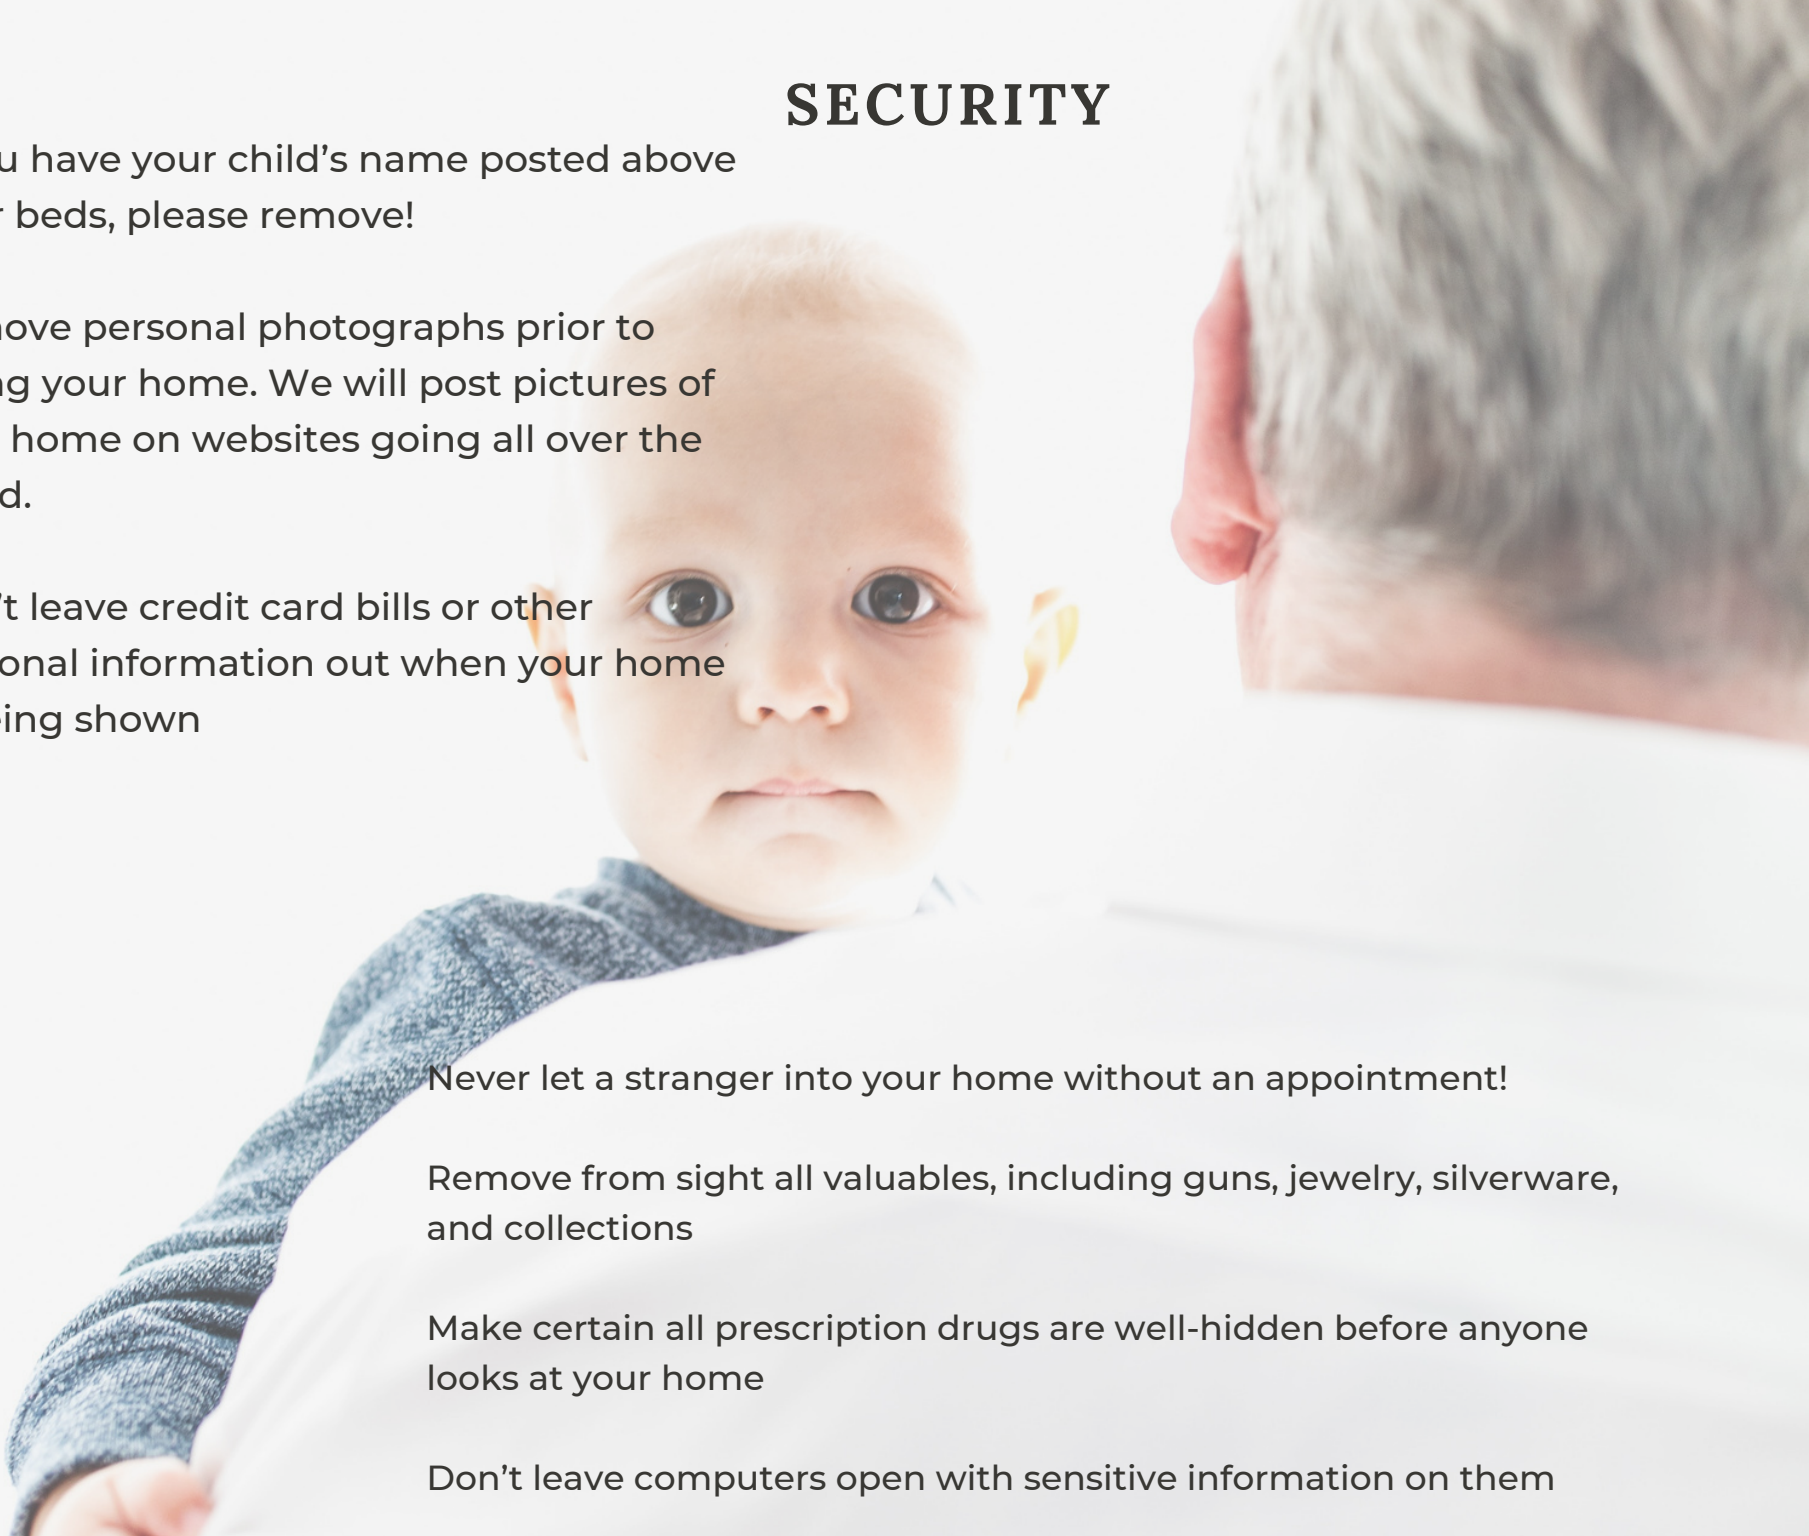 SECURITY
have your child’s name posted above
beds, please remove!
personal photographs prior to
your home. We will post pictures of
home on websites going all over the
leave credit card bills or other
information out when your home
shown
Never let a stranger into your home without an appointment!
Remove from sight all valuables, including guns, jewelry, silverware,
and collections
Make certain all prescription drugs are well-hidden before anyone
looks at your home
Don’t leave computers open with sensitive information on them